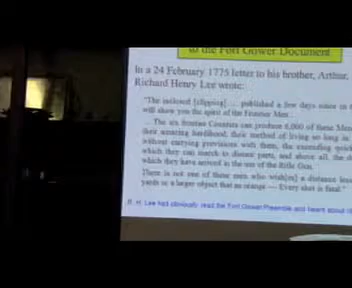 to the Fort Gower Document
In a 24 February 1775 letter to his brother, Arthur,
Richard Henry Lee wrote:
"The inclosed [clipping] ... published a few days since in
will show you the spirit of the Frontier Men ...
... The six frontier Counties can produce 6,000 of these Men
their amazing hardihood, their method of living so long in
without carrying provisions with them, the exceeding quick
which they can march to distant parts, and above all, the
which they have arrived in the use of the Rifle Gun.
There is not one of these men who wish[es] a distance less
yards or a larger object than an orange — Every shot is fatal."
R. H. Lee had obviously read the Fort Gower Preamble and heard about